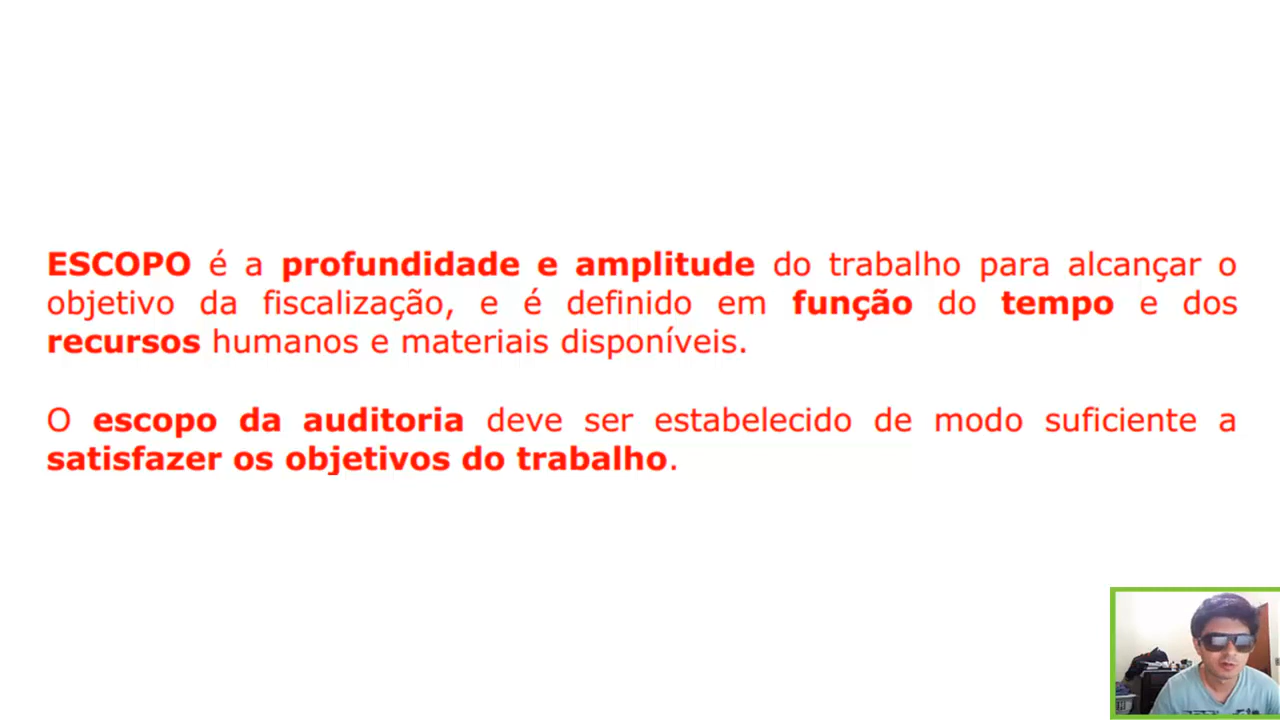 ESCOPO é a profundidade e amplitude do trabalho para alcançar o
objetivo da fiscalização, e é definido em função do tempo e dos
recursos humanos e materiais disponíveis.
O escopo da auditoria deve ser estabelecido de modo suficiente a
satisfazer os objetivos do trabalho.